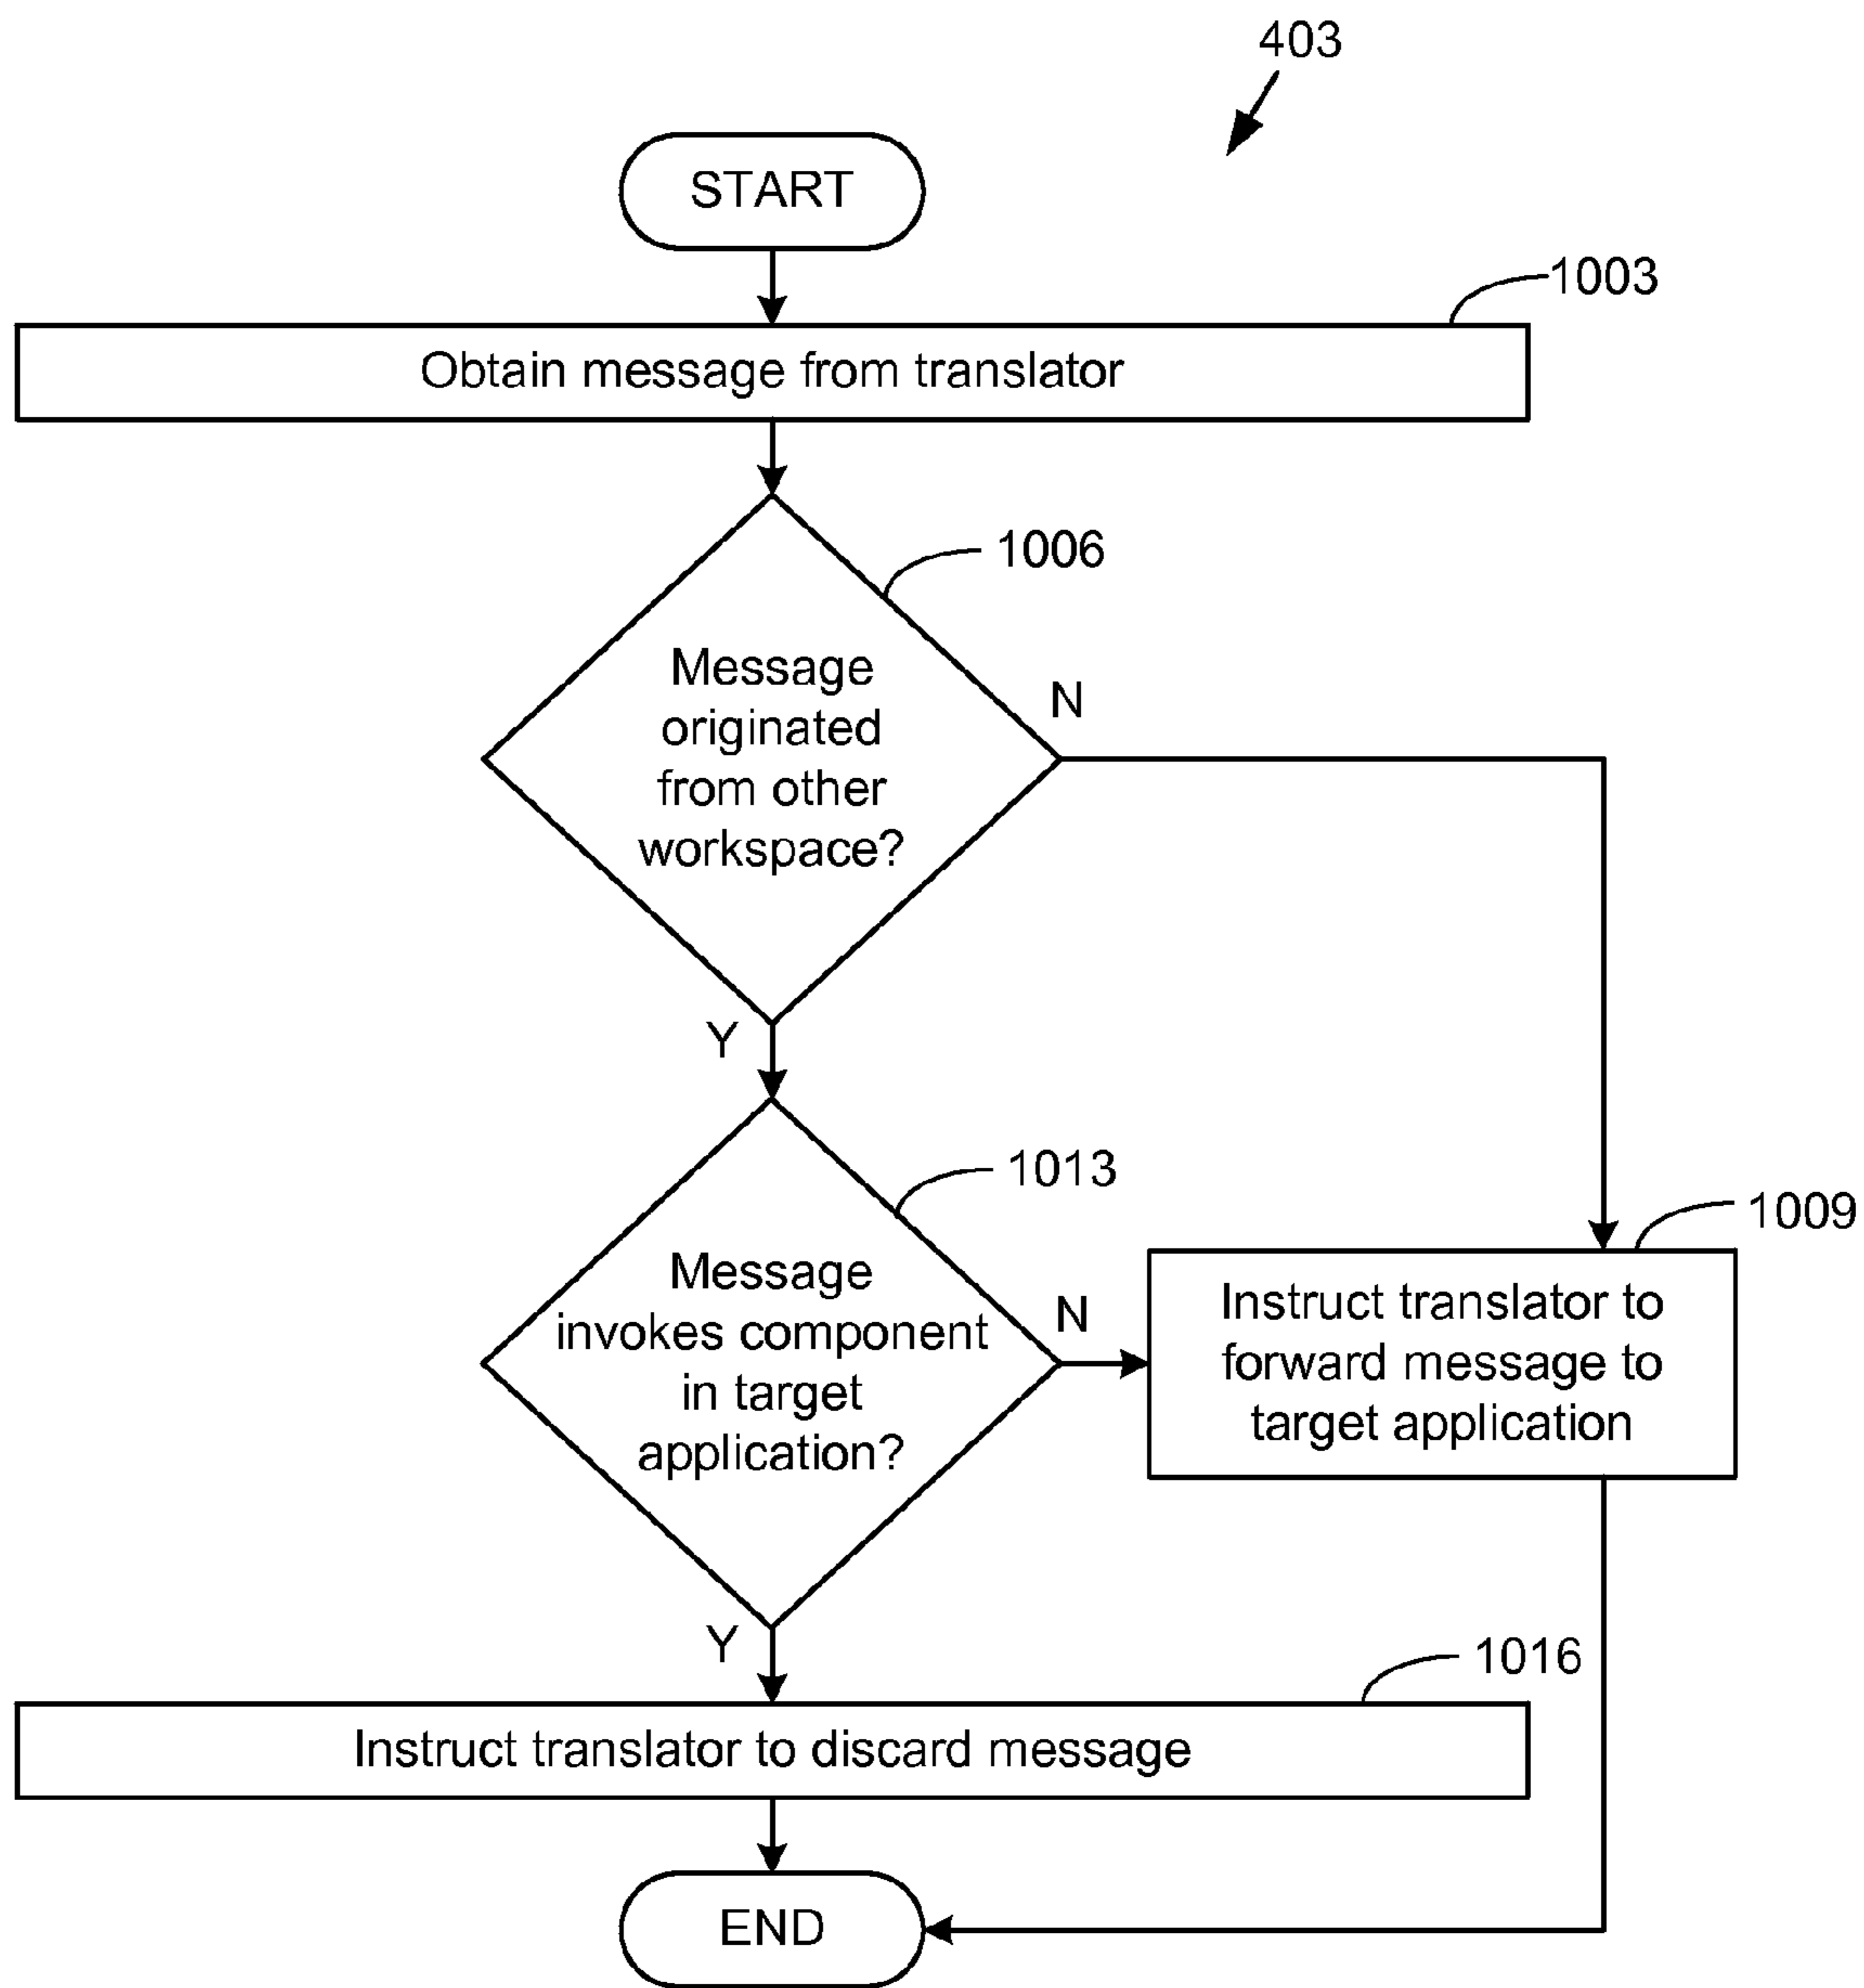 403
START
1003
Obtain message from translator
1006
Message
originated
from other
workspace?
N
Y
1013
Message
invokes component
in target
application?
N
1009
Instruct translator to
forward message to
target application
Y
1016
Instruct translator to discard message
END